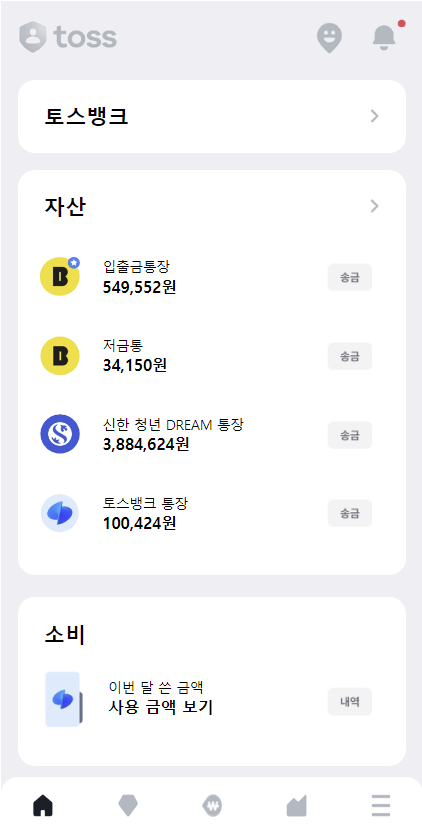 toss
토스뱅크
자산
입출금통장
549,552원
송금
저금통
34,150원
송금
신한 청년 DREAM 통장
3,884,624원
송금
토스뱅크 통장
100,424원
송금
소비
이번 달 쓴 금액
사용 금액 보기
내역